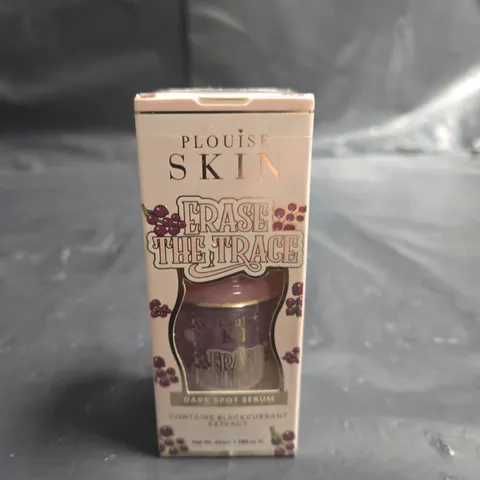 PLOUISE
SKIN
ERASE
THE TRACE
DARK SPOT SERUM
CONTAINS BLACKCURRANT
EXTRACT